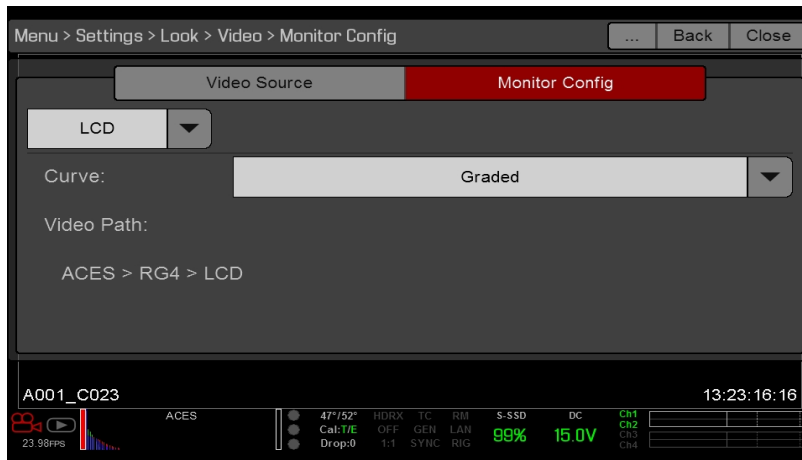 Menu > Settings > Look > Video > Monitor Config ... Back Close
Video Source Monitor Config
LCD
Curve: Graded
Video Path:
ACES > RG4 > LCD
A001_C023 13:23:16:16
ACES 47°/52° HDRX TC RM S-SSD DC Ch1
Cal:T/E OFF GEN LAN 99% 15.0V Ch2
23.98FPS Drop:0 1:1 SYNC RIG Ch3
Ch4